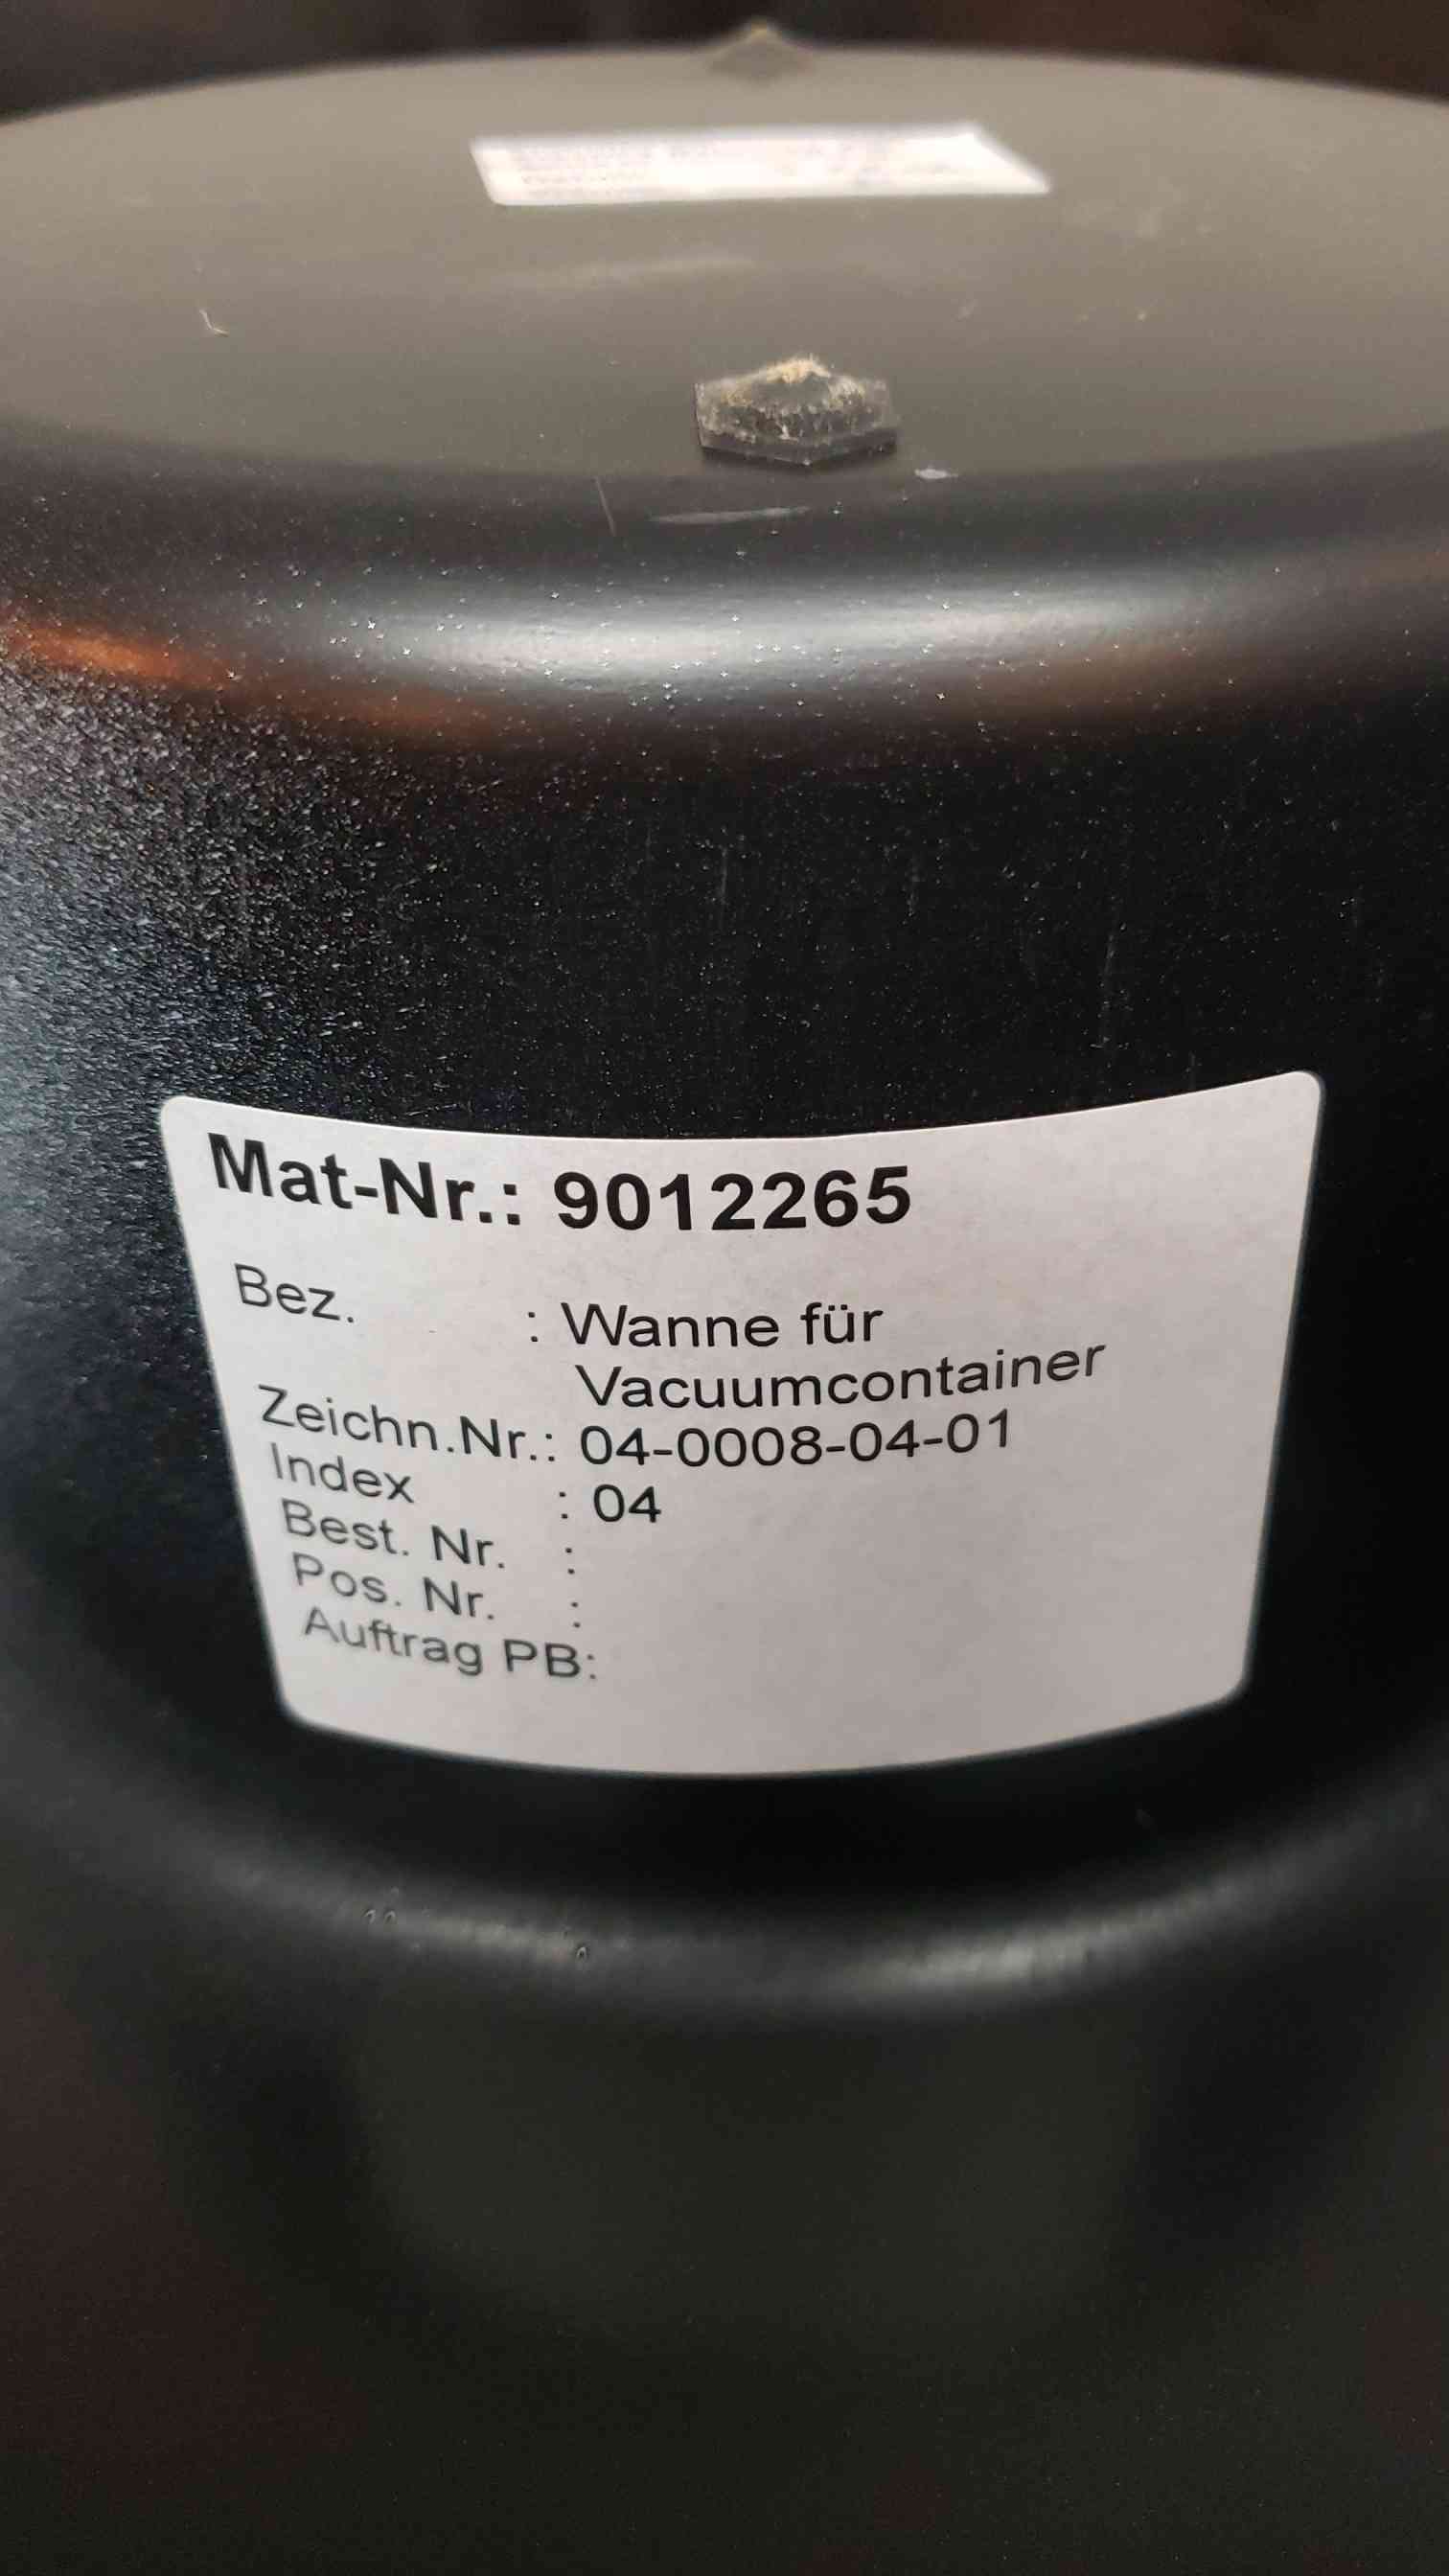 Mat-Nr.: 9012265
Bez. : Wanne für
Vacuumcontainer
Zeichn.Nr.: 04-0008-04-01
Index : 04
Best. Nr. :
Pos. Nr. :
Auftrag PB: